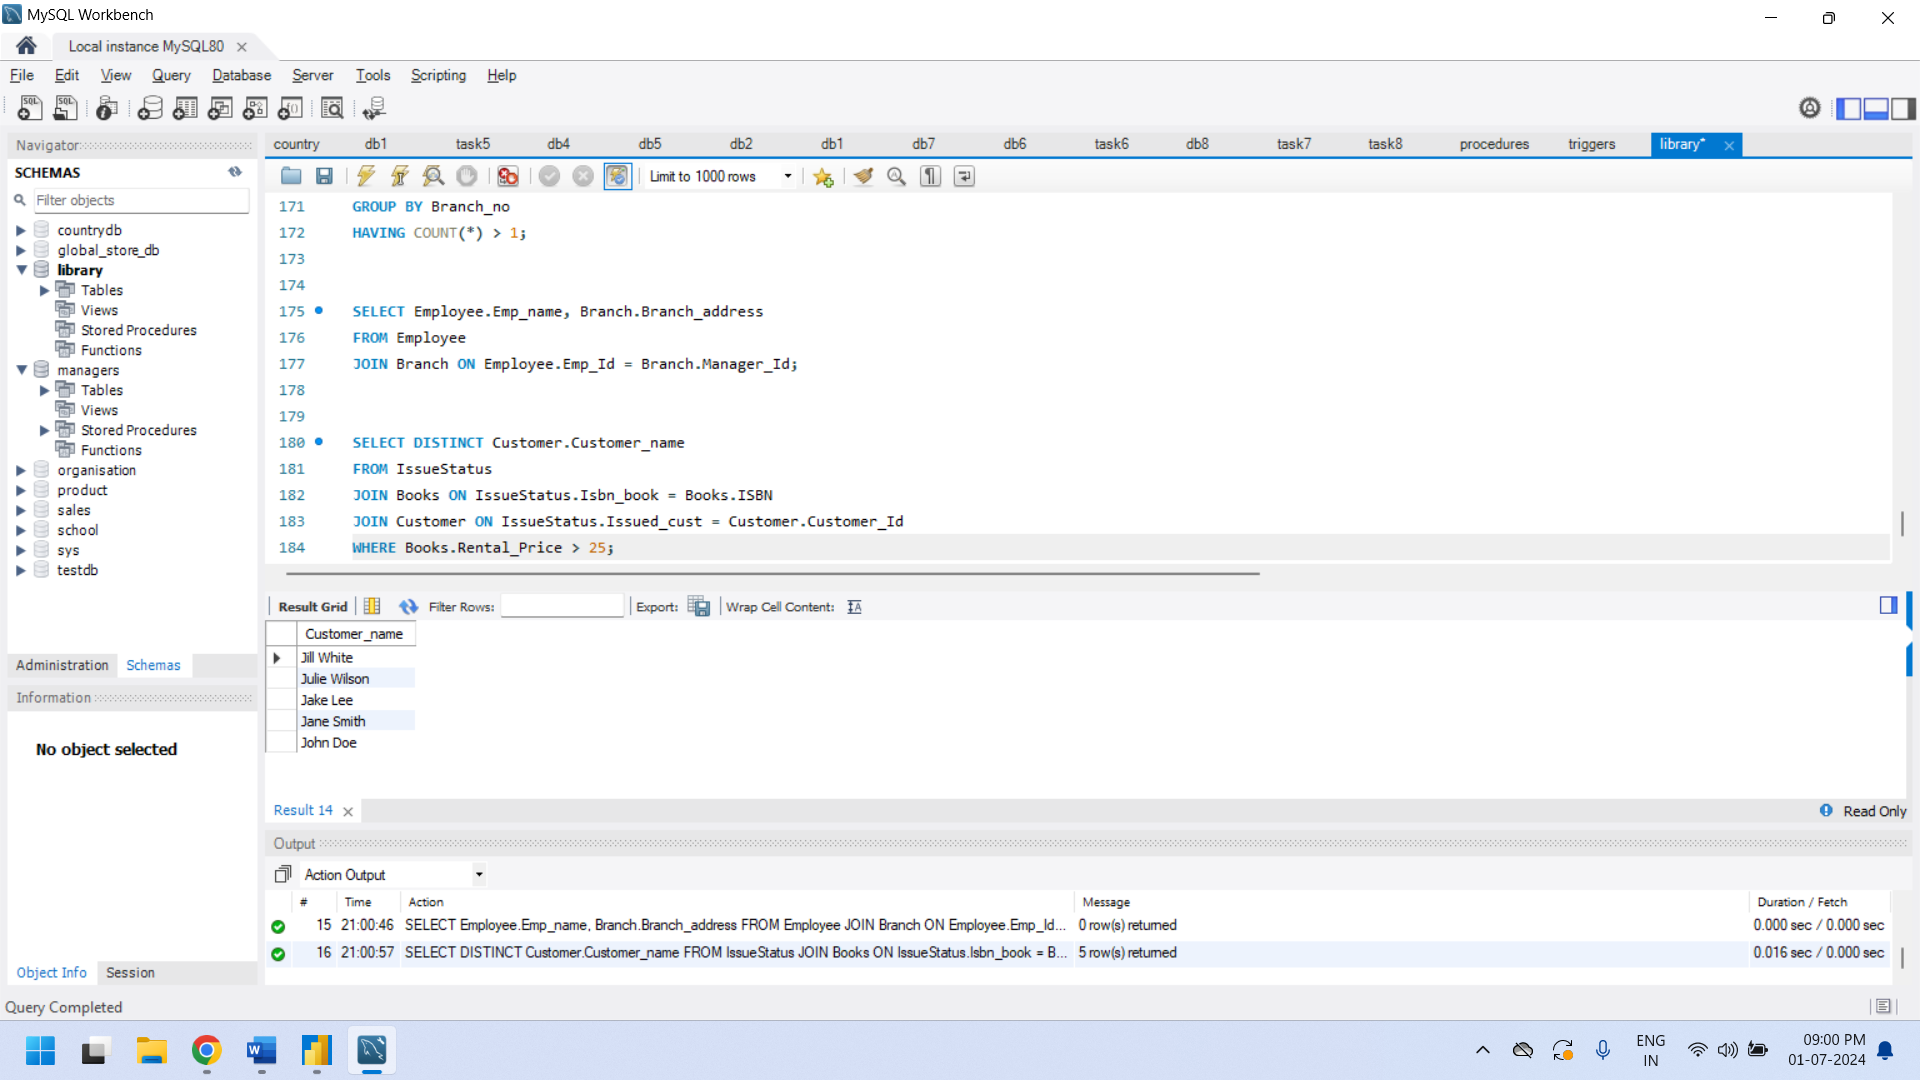 MySQL Workbench
Local instance MySQL80
File Edit View Query Database Server Tools Scripting Help
Navigator
SCHEMAS
Filter objects
countrydb
global_store_db
library
Tables
Views
Stored Procedures
Functions
managers
Tables
Views
Stored Procedures
Functions
organisation
product
sales
school
sys
testdb
Administration Schemas
Information
No object selected
Object Info Session
country db1 task5 db4 db5 db2 db1 db7 db6 task6 db8 task7 task8 procedures triggers library*
Limit to 1000 rows
171 GROUP BY Branch_no
172 HAVING COUNT(*) > 1;
173
174
175 SELECT Employee.Emp_name, Branch.Branch_address
176 FROM Employee
177 JOIN Branch ON Employee.Emp_Id = Branch.Manager_Id;
178
179
180 SELECT DISTINCT Customer.Customer_name
181 FROM IssueStatus
182 JOIN Books ON IssueStatus.Isbn_book = Books.ISBN
183 JOIN Customer ON IssueStatus.Issued_cust = Customer.Customer_Id
184 WHERE Books.Rental_Price > 25;
Result Grid Filter Rows: Export: Wrap Cell Content:
Customer_name
Jill White
Julie Wilson
Jake Lee
Jane Smith
John Doe
Result 14 Read Only
Output
Action Output
# Time Action Message Duration / Fetch
15 21:00:46 SELECT Employee.Emp_name, Branch.Branch_address FROM Employee JOIN Branch ON Employee.Emp_Id... 0 row(s) returned 0.000 sec / 0.000 sec
16 21:00:57 SELECT DISTINCT Customer.Customer_name FROM IssueStatus JOIN Books ON IssueStatus.Isbn_book = B... 5 row(s) returned 0.016 sec / 0.000 sec
Query Completed
ENG
IN
09:00 PM
01-07-2024